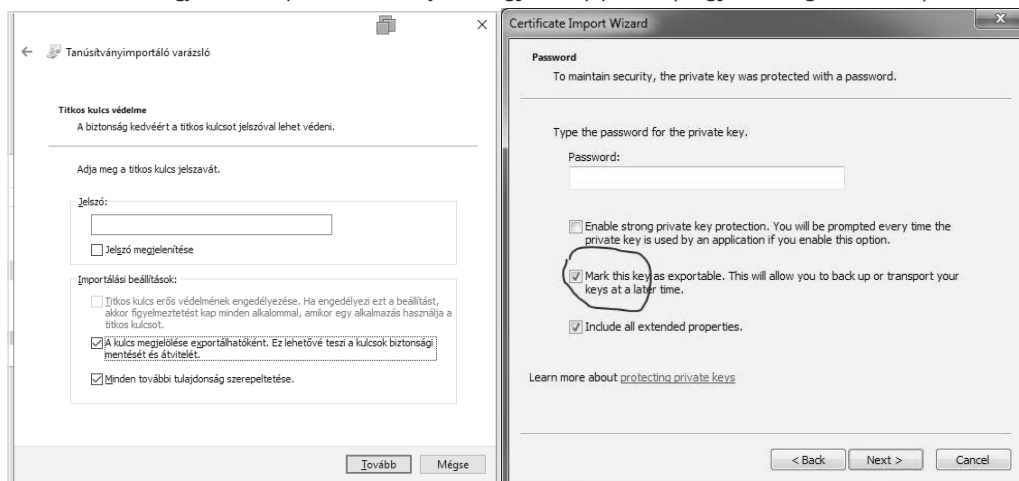 Tanúsítványimportáló varázsló
Titkos kulcs védelme
A biztonság kedvéért a titkos kulcsot jelszóval lehet védeni.
Adja meg a titkos kulcs jelszavát.
Jelszó:
Jelszó megjelenítése
Importálási beállítások:
Titkos kulcs erős védelmének engedélyezése. Ha engedélyezi ezt a beállítást,
akkor figyelmeztetést kap minden alkalommal, amikor egy alkalmazás használja a
titkos kulcsot.
A kulcs megjelölése exportálhatóként. Ez lehetővé teszi a kulcsok biztonsági
mentését és átvitelét.
Minden további tulajdonság szerepeltetése.
Tovább
Mégse
Certificate Import Wizard
Password
To maintain security, the private key was protected with a password.
Type the password for the private key.
Password:
Enable strong private key protection. You will be prompted every time the
private key is used by an application if you enable this option.
Mark this key as exportable. This will allow you to back up or transport your
keys at a later time.
Include all extended properties.
Learn more about protecting private keys
< Back
Next >
Cancel